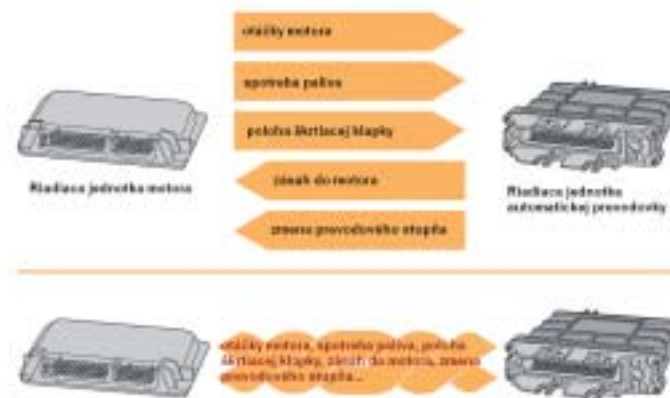 otáčky motora
spotreba paliva
poloha škrtiacej klapky
zásah do motora
Riadiaca jednotka motora
Riadiaca jednotka
automatickej prevodovky
zmena prevodového stupňa
otáčky motora, spotreba paliva, poloha
škrtiacej klapky, zásah do motora, zmena
prevodového stupňa...